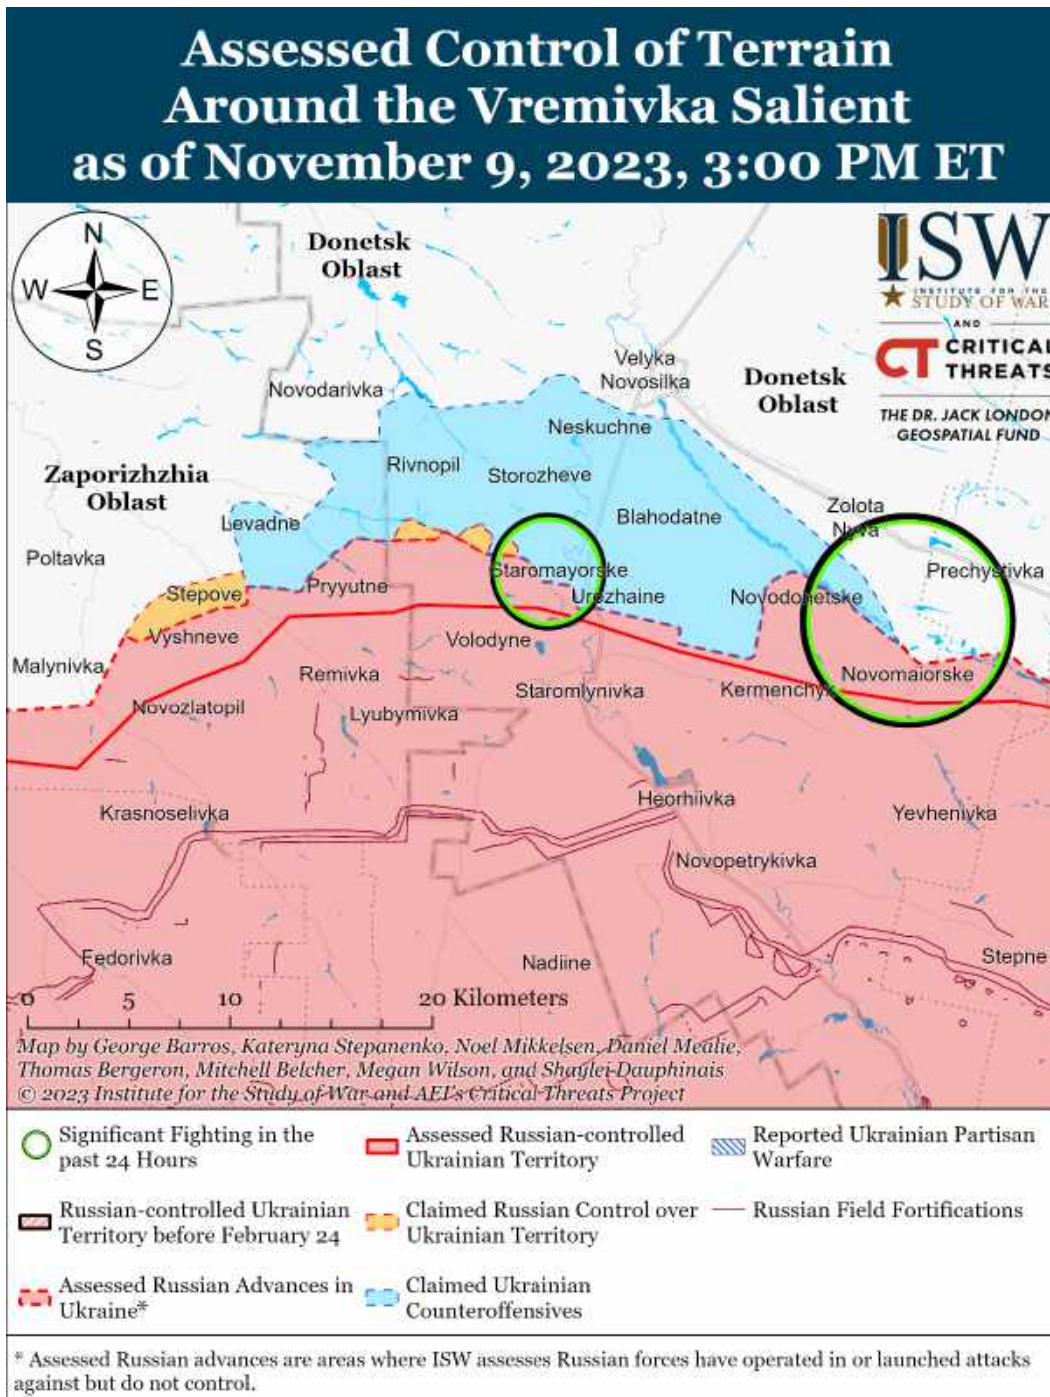 Assessed Control of Terrain
Around the Vremivka Salient
as of November 9, 2023, 3:00 PM ET
N
W
E
S
Donetsk
Oblast
ISW
INSTITUTE FOR THE
STUDY OF WAR
AND
CT CRITICAL
THREATS
THE DR. JACK LONDON
GEOSPATIAL FUND
Velyka
Novosilka
Donetsk
Oblast
Novodarivka
Neskuchne
Zaporizhzhia
Oblast
Rivnopil
Storozheve
Levadne
Blahodatne
Zolota
Nyva
Poltavka
Staromayorske
Prechystivka
Stepove
Pryyutne
Urozhaine
Novodonetske
Vyshneve
Volodyne
Malynivka
Remivka
Novomaiorske
Staromlynivka
Kermenchyk
Novozlatopil
Lyubymivka
Krasnoselivka
Heorhiivka
Yevhenivka
Novopetrykivka
Fedorivka
Nadiine
Stepne
0 5 10 20 Kilometers
Map by George Barros, Kateryna Stepanenko, Noel Mikkelsen, Daniel Mealie,
Thomas Bergeron, Mitchell Belcher, Megan Wilson, and Shaylei Dauphinais
© 2023 Institute for the Study of War and AEI's Critical Threats Project
Significant Fighting in the
past 24 Hours
Assessed Russian-controlled
Ukrainian Territory
Reported Ukrainian Partisan
Warfare
Russian-controlled Ukrainian
Territory before February 24
Claimed Russian Control over
Ukrainian Territory
Russian Field Fortifications
Assessed Russian Advances in
Ukraine*
Claimed Ukrainian
Counteroffensives
* Assessed Russian advances are areas where ISW assesses Russian forces have operated in or launched attacks
against but do not control.